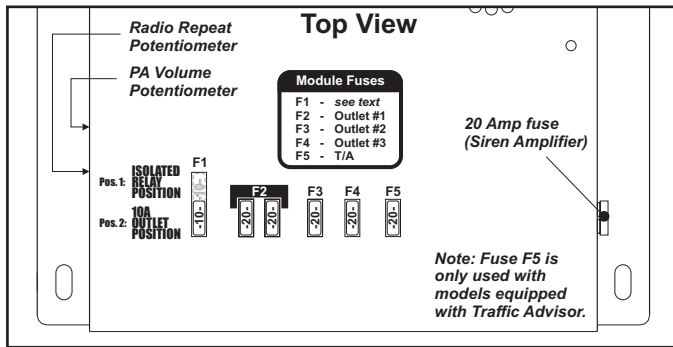 Top View
Radio Repeat
Potentiometer
PA Volume
Potentiometer
Module Fuses
F1 - see text
F2 - Outlet #1
F3 - Outlet #2
F4 - Outlet #3
F5 - T/A
20 Amp fuse
(Siren Amplifier)
Pos. 1: ISOLATED
RELAY
POSITION
Pos. 2: 10A
OUTLET
POSITION
F1
F2
F3
F4
F5
-10-
-10-
-20-
-20-
-20-
-20-
-20-
Note: Fuse F5 is
only used with
models equipped
with Traffic Advisor.